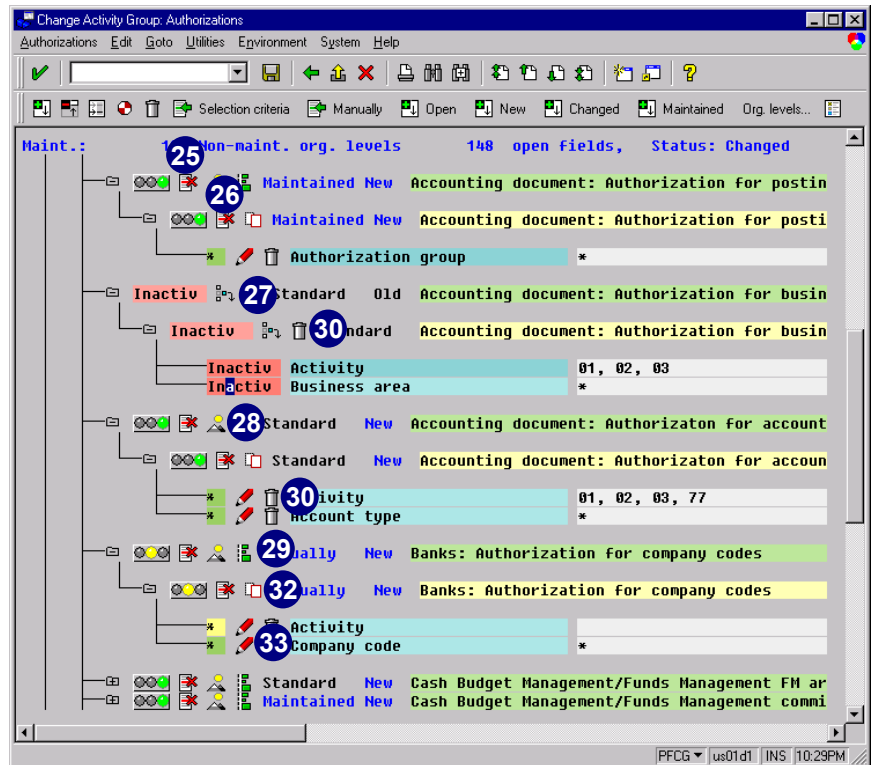 Change Activity Group: Authorizations
Authorizations Edit Goto Utilities Environment System Help
Selection criteria Manually Open New Changed Maintained Org. levels...
Maint.: Non-maint. org. levels 148 open fields, Status: Changed
25
Maintained New Accounting document: Authorization for postin
26
Maintained New Accounting document: Authorization for posti
* Authorization group *
Inactiv 27 Standard Old Accounting document: Authorization for busin
Inactiv 30 ndard Accounting document: Authorization for busin
Inactiv Activity 01, 02, 03
Inactiv Business area *
28 Standard New Accounting document: Authorizaton for account
Standard New Accounting document: Authorizaton for accoun
* 30 ivity 01, 02, 03, 77
* Account type *
29 ually New Banks: Authorization for company codes
32 ually New Banks: Authorization for company codes
* Activity
* 33 Company code *
Standard New Cash Budget Management/Funds Management FM ar
Maintained New Cash Budget Management/Funds Management commi
PFCG us01d1 INS 10:29PM